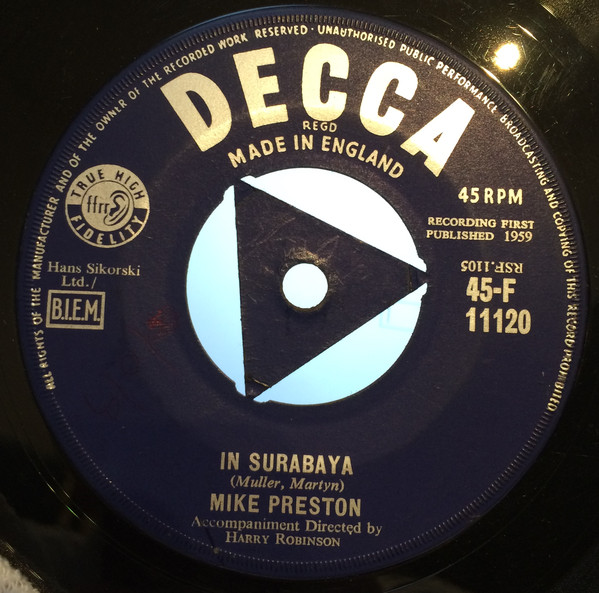 ALL RIGHTS OF THE MANUFACTURER AND OF THE OWNER OF THE RECORDED WORK RESERVED · UNAUTHORISED PUBLIC PERFORMANCE BROADCASTING AND COPYING OF THIS RECORD PROHIBITED
DECCA
REGD
MADE IN ENGLAND
TRUE HIGH
ffrr
FIDELITY
45 RPM
RECORDING FIRST
PUBLISHED 1959
Hans Sikorski
Ltd./
B.I.E.M.
RSF.1105
45-F
11120
IN SURABAYA
(Muller, Martyn)
MIKE PRESTON
Accompaniment Directed by
HARRY ROBINSON